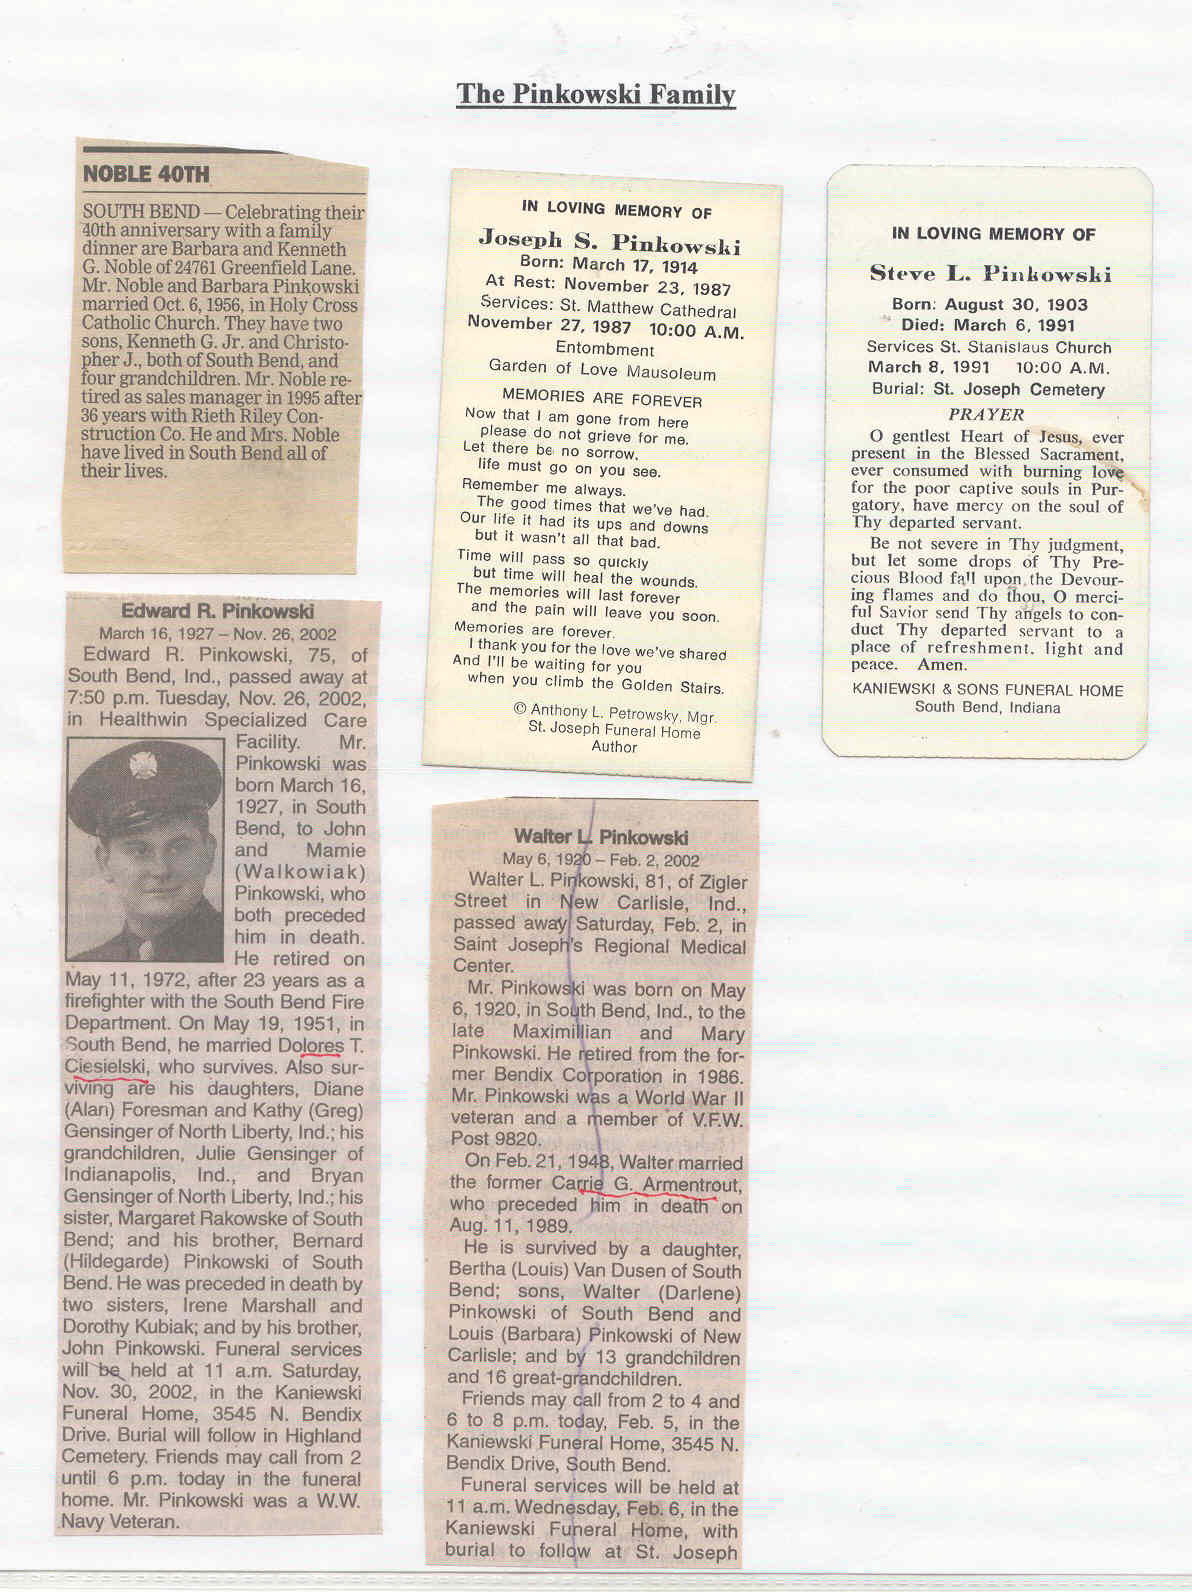 The Pinkowski Family
NOBLE 40TH
SOUTH BEND — Celebrating their
40th anniversary with a family
dinner are Barbara and Kenneth
G. Noble of 24761 Greenfield Lane.
Mr. Noble and Barbara Pinkowski
married Oct. 6, 1956, in Holy Cross
Catholic Church. They have two
sons, Kenneth G. Jr. and Christo-
pher J., both of South Bend, and
four grandchildren. Mr. Noble re-
tired as sales manager in 1995 after
36 years with Rieth Riley Con-
struction Co. He and Mrs. Noble
have lived in South Bend all of
their lives.
IN LOVING MEMORY OF
Joseph S. Pinkowski
Born: March 17, 1914
At Rest: November 23, 1987
Services: St. Matthew Cathedral
November 27, 1987 10:00 A.M.
Entombment
Garden of Love Mausoleum
MEMORIES ARE FOREVER
Now that I am gone from here
please do not grieve for me.
Let there be no sorrow,
life must go on you see.
Remember me always.
The good times that we've had.
Our life it had its ups and downs
but it wasn't all that bad.
Time will pass so quickly
but time will heal the wounds.
The memories will last forever
and the pain will leave you soon.
Memories are forever.
I thank you for the love we've shared
And I'll be waiting for you
when you climb the Golden Stairs.
© Anthony L. Petrowsky, Mgr.
St. Joseph Funeral Home
Author
IN LOVING MEMORY OF
Steve L. Pinkowski
Born: August 30, 1903
Died: March 6, 1991
Services St. Stanislaus Church
March 8, 1991 10:00 A.M.
Burial: St. Joseph Cemetery
PRAYER
O gentlest Heart of Jesus, ever
present in the Blessed Sacrament,
ever consumed with burning love
for the poor captive souls in Pur-
gatory, have mercy on the soul of
Thy departed servant.
Be not severe in Thy judgment,
but let some drops of Thy Pre-
cious Blood fall upon the Devour-
ing flames and do thou, O merci-
ful Savior send Thy angels to con-
duct Thy departed servant to a
place of refreshment. light and
peace. Amen.
KANIEWSKI & SONS FUNERAL HOME
South Bend, Indiana
Edward R. Pinkowski
March 16, 1927 – Nov. 26, 2002
Edward R. Pinkowski, 75, of
South Bend, Ind., passed away at
7:50 p.m. Tuesday, Nov. 26, 2002,
in Healthwin Specialized Care
Facility. Mr.
Pinkowski was
born March 16,
1927, in South
Bend, to John
and Mamie
(Walkowiak)
Pinkowski, who
both preceded
him in death.
He retired on
May 11, 1972, after 23 years as a
firefighter with the South Bend Fire
Department. On May 19, 1951, in
South Bend, he married Dolores T.
Ciesielski, who survives. Also sur-
viving are his daughters, Diane
(Alan) Foresman and Kathy (Greg)
Gensinger of North Liberty, Ind.; his
grandchildren, Julie Gensinger of
Indianapolis, Ind., and Bryan
Gensinger of North Liberty, Ind.; his
sister, Margaret Rakowske of South
Bend; and his brother, Bernard
(Hildegarde) Pinkowski of South
Bend. He was preceded in death by
two sisters, Irene Marshall and
Dorothy Kubiak; and by his brother,
John Pinkowski. Funeral services
will be held at 11 a.m. Saturday,
Nov. 30, 2002, in the Kaniewski
Funeral Home, 3545 N. Bendix
Drive. Burial will follow in Highland
Cemetery. Friends may call from 2
until 6 p.m. today in the funeral
home. Mr. Pinkowski was a W.W.
Navy Veteran.
Walter L. Pinkowski
May 6, 1920 – Feb. 2, 2002
Walter L. Pinkowski, 81, of Zigler
Street in New Carlisle, Ind.,
passed away Saturday, Feb. 2, in
Saint Joseph's Regional Medical
Center.
Mr. Pinkowski was born on May
6, 1920, in South Bend, Ind., to the
late Maximillian and Mary
Pinkowski. He retired from the for-
mer Bendix Corporation in 1986.
Mr. Pinkowski was a World War II
veteran and a member of V.F.W.
Post 9820.
On Feb. 21, 1948, Walter married
the former Carrie G. Armentrout,
who preceded him in death on
Aug. 11, 1989.
He is survived by a daughter,
Bertha (Louis) Van Dusen of South
Bend; sons, Walter (Darlene)
Pinkowski of South Bend and
Louis (Barbara) Pinkowski of New
Carlisle; and by 13 grandchildren
and 16 great-grandchildren.
Friends may call from 2 to 4 and
6 to 8 p.m. today, Feb. 5, in the
Kaniewski Funeral Home, 3545 N.
Bendix Drive, South Bend.
Funeral services will be held at
11 a.m. Wednesday, Feb. 6, in the
Kaniewski Funeral Home, with
burial to follow at St. Joseph